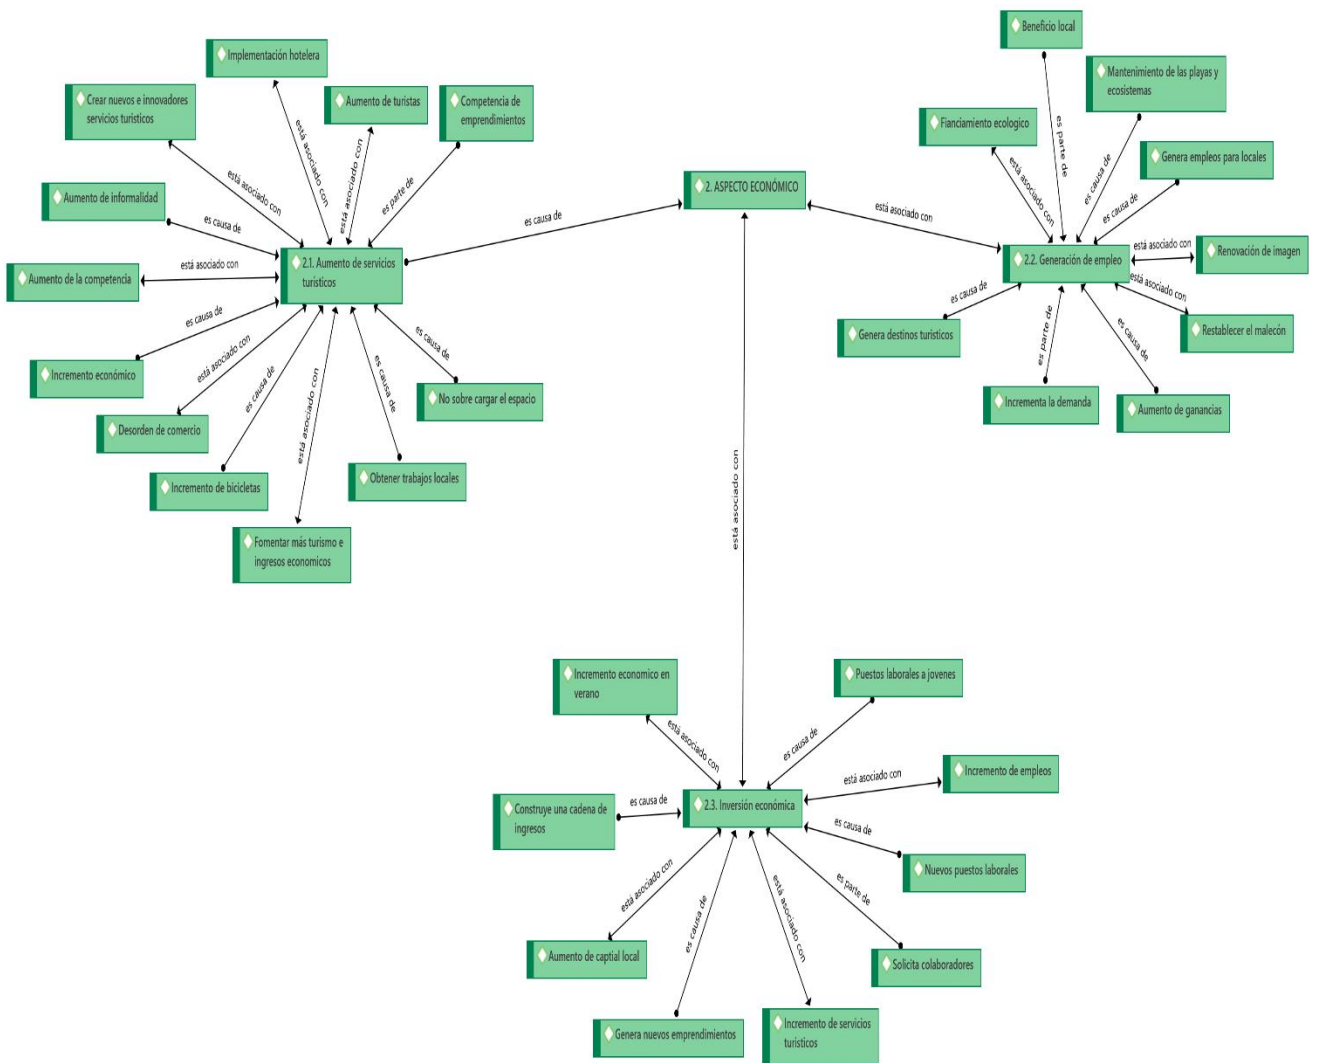 Implementación hotelera
Crear nuevos e innovadores
servicios turisticos
Aumento de turistas
Competencia de
emprendimientos
Aumento de informalidad
Aumento de la competencia
Incremento económico
Desorden de comercio
Incremento de bicicletas
Fomentar más turismo e
ingresos economicos
Obtener trabajos locales
No sobre cargar el espacio
2.1. Aumento de servicios
turisticos
está asociado con
está asociado con
está asociado con
es parte de
es causa de
está asociado con
es causa de
está asociado con
es causa de
está asociado con
es causa de
es causa de
es causa de
2. ASPECTO ECONÓMICO
está asociado con
está asociado con
Beneficio local
Mantenimiento de las playas y
ecosistemas
Fianciamiento ecologico
Genera empleos para locales
Renovación de imagen
Restablecer el malecón
Aumento de ganancias
Incrementa la demanda
Genera destinos turisticos
2.2. Generación de empleo
es parte de
es causa de
está asociado con
es causa de
está asociado con
está asociado con
es causa de
es parte de
es causa de
Incremento economico en
verano
Puestos laborales a jovenes
Incremento de empleos
Construye una cadena de
ingresos
2.3. Inversión económica
Nuevos puestos laborales
Aumento de captial local
Solicita colaboradores
Genera nuevos emprendimientos
Incremento de servicios
turisticos
está asociado con
es causa de
está asociado con
es causa de
es causa de
está asociado con
es causa de
está asociado con
es parte de